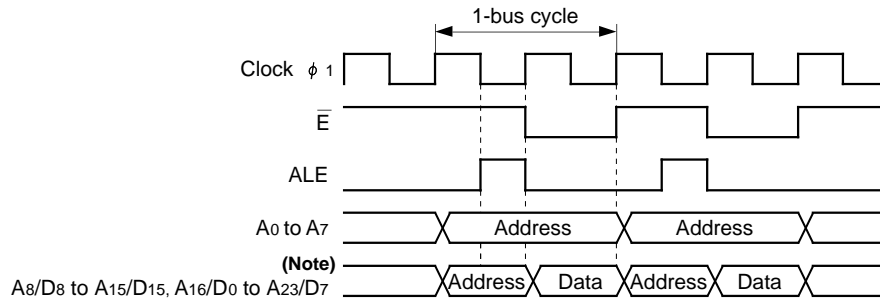 1-bus cycle
Clock ϕ 1
E
ALE
A0 to A7 Address Address
(Note)
A8/D8 to A15/D15, A16/D0 to A23/D7 Address Data Address Data